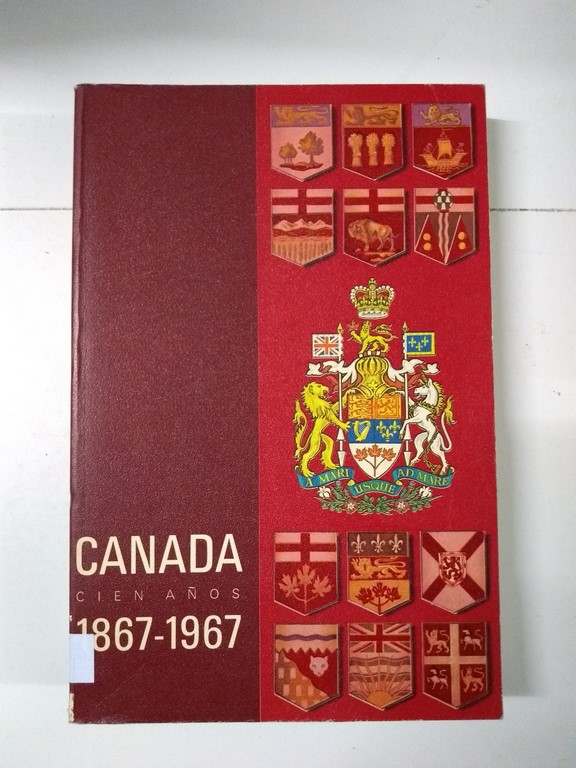 A MARI
USQUE
AD MARE
CANADA
CIEN AÑOS
1867-1967